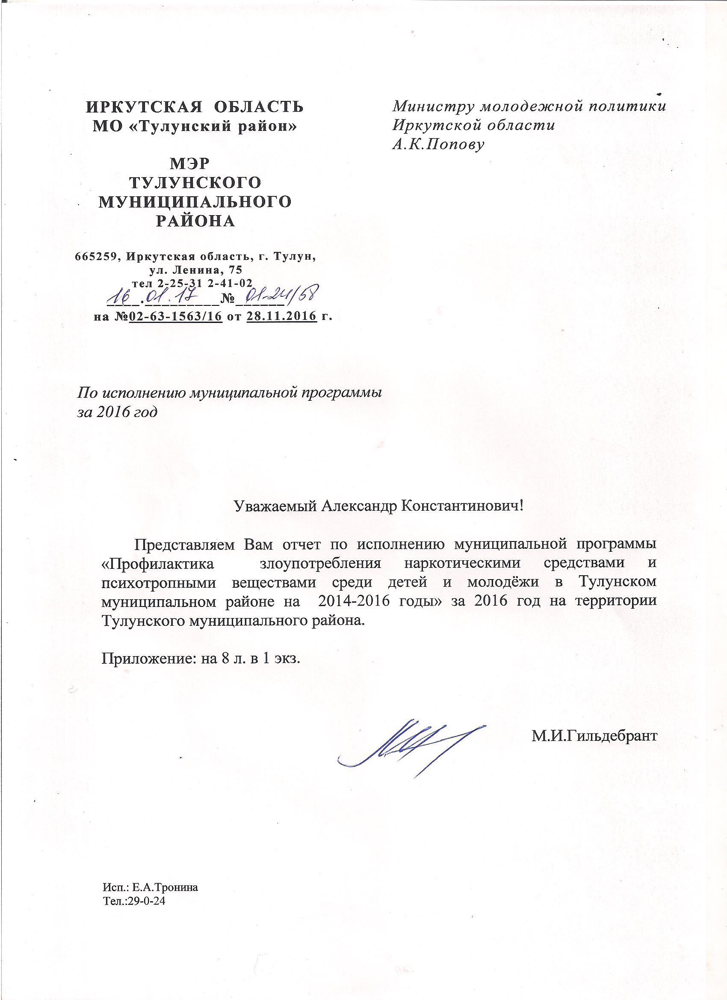 ИРКУТСКАЯ ОБЛАСТЬ
МО «Тулунский район»
МЭР
ТУЛУНСКОГО
МУНИЦИПАЛЬНОГО
РАЙОНА
665259, Иркутская область, г. Тулун,
ул. Ленина, 75
тел 2-25-31 2-41-02
16.01.17 № 01-24/68
на №02-63-1563/16 от 28.11.2016 г.
Министру молодежной политики
Иркутской области
А.К.Попову
По исполнению муниципальной программы
за 2016 год
Уважаемый Александр Константинович!
Представляем Вам отчет по исполнению муниципальной программы
«Профилактика злоупотребления наркотическими средствами и
психотропными веществами среди детей и молодёжи в Тулунском
муниципальном районе на 2014-2016 годы» за 2016 год на территории
Тулунского муниципального района.
Приложение: на 8 л. в 1 экз.
М.И.Гильдебрант
Исп.: Е.А.Тронина
Тел.:29-0-24